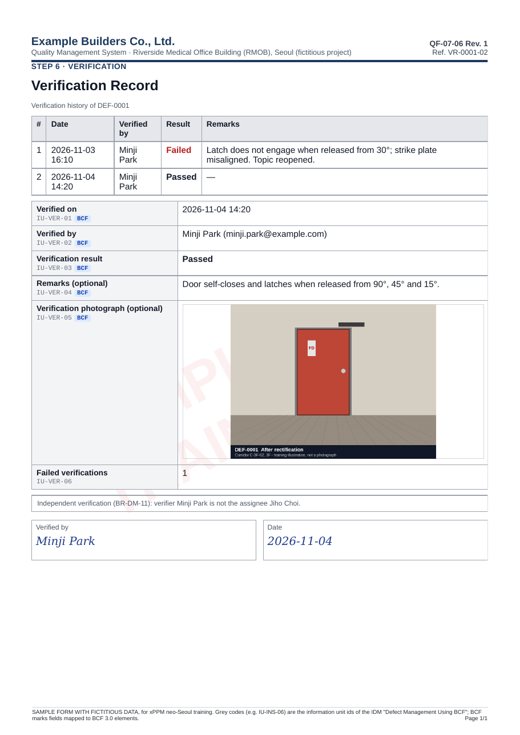 Example Builders Co., Ltd.
Quality Management System - Riverside Medical Office Building (RMOB), Seoul (fictitious project)
QF-07-06 Rev. 1
Ref. VR-0001-02
STEP 6 · VERIFICATION
Verification Record
Verification history of DEF-0001
# Date Verified by Result Remarks
1 2026-11-03 16:10 Minji Park Failed Latch does not engage when released from 30°; strike plate misaligned. Topic reopened.
2 2026-11-04 14:20 Minji Park Passed —
Verified on
IU-VER-01 BCF
2026-11-04 14:20
Verified by
IU-VER-02 BCF
Minji Park (minji.park@example.com)
Verification result
IU-VER-03 BCF
Passed
Remarks (optional)
IU-VER-04 BCF
Door self-closes and latches when released from 90°, 45° and 15°.
Verification photograph (optional)
IU-VER-05 BCF
FD
DEF-0001 After rectification
Failed verifications
IU-VER-06
1
Independent verification (BR-DM-11): verifier Minji Park is not the assignee Jiho Choi.
Verified by
Minji Park
Date
2026-11-04
SAMPLE FORM WITH FICTITIOUS DATA, for xPPM neo-Seoul training. Grey codes (e.g. IU-INS-06) are the information unit ids of the IDM "Defect Management Using BCF"; BCF
marks fields mapped to BCF 3.0 elements.
Page 1/1